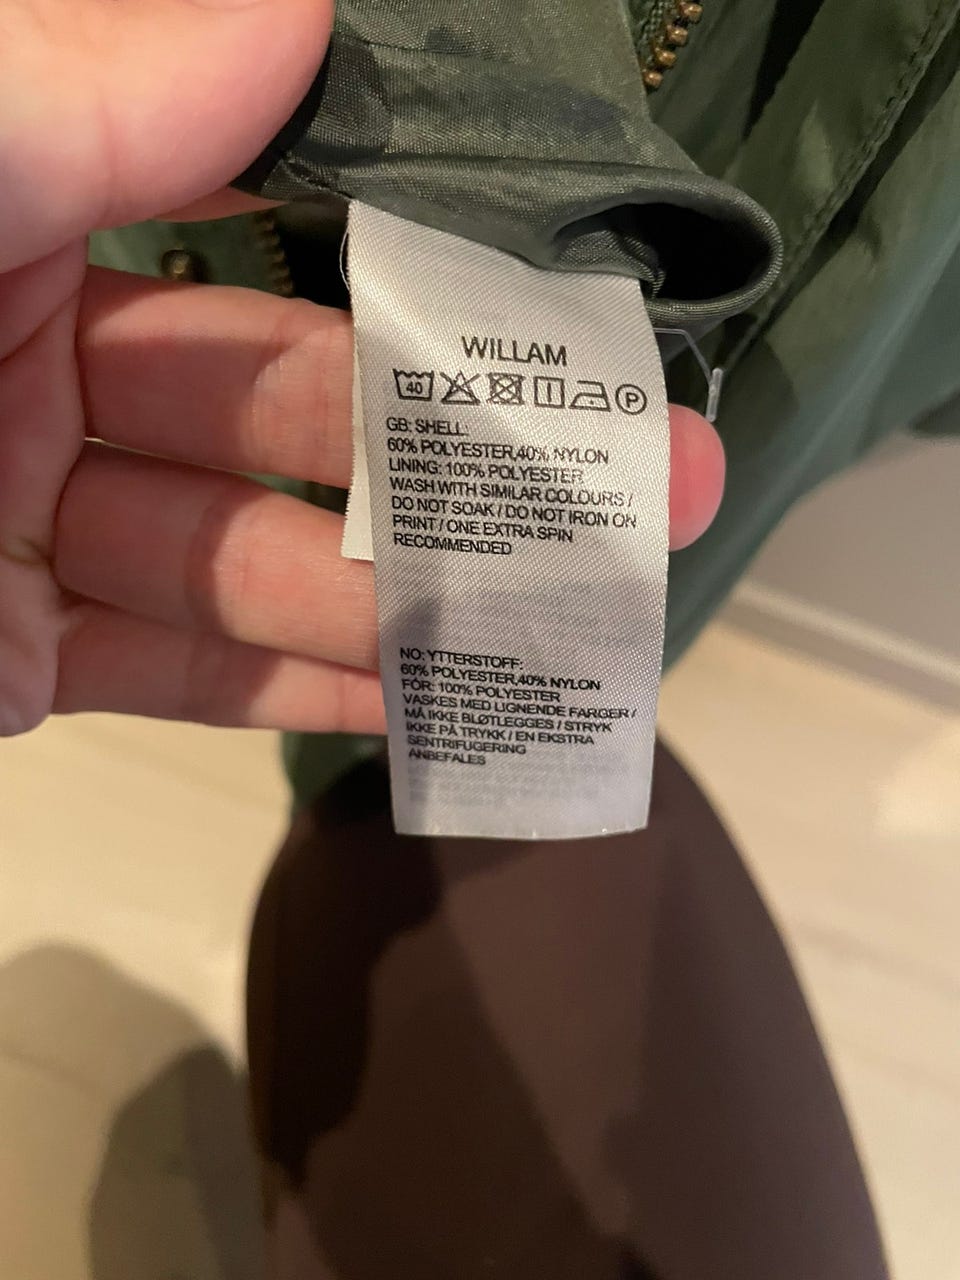 WILLAM
40 P
GB: SHELL:
60% POLYESTER,40% NYLON
LINING: 100% POLYESTER
WASH WITH SIMILAR COLOURS /
DO NOT SOAK / DO NOT IRON ON
PRINT / ONE EXTRA SPIN
RECOMMENDED
NO: YTTERSTOFF:
60% POLYESTER,40% NYLON
FÓR: 100% POLYESTER
VASKES MED LIGNENDE FARGER /
MÅ IKKE BLØTLEGGES / STRYK
IKKE PÅ TRYKK / EN EKSTRA
SENTRIFUGERING
ANBEFALES